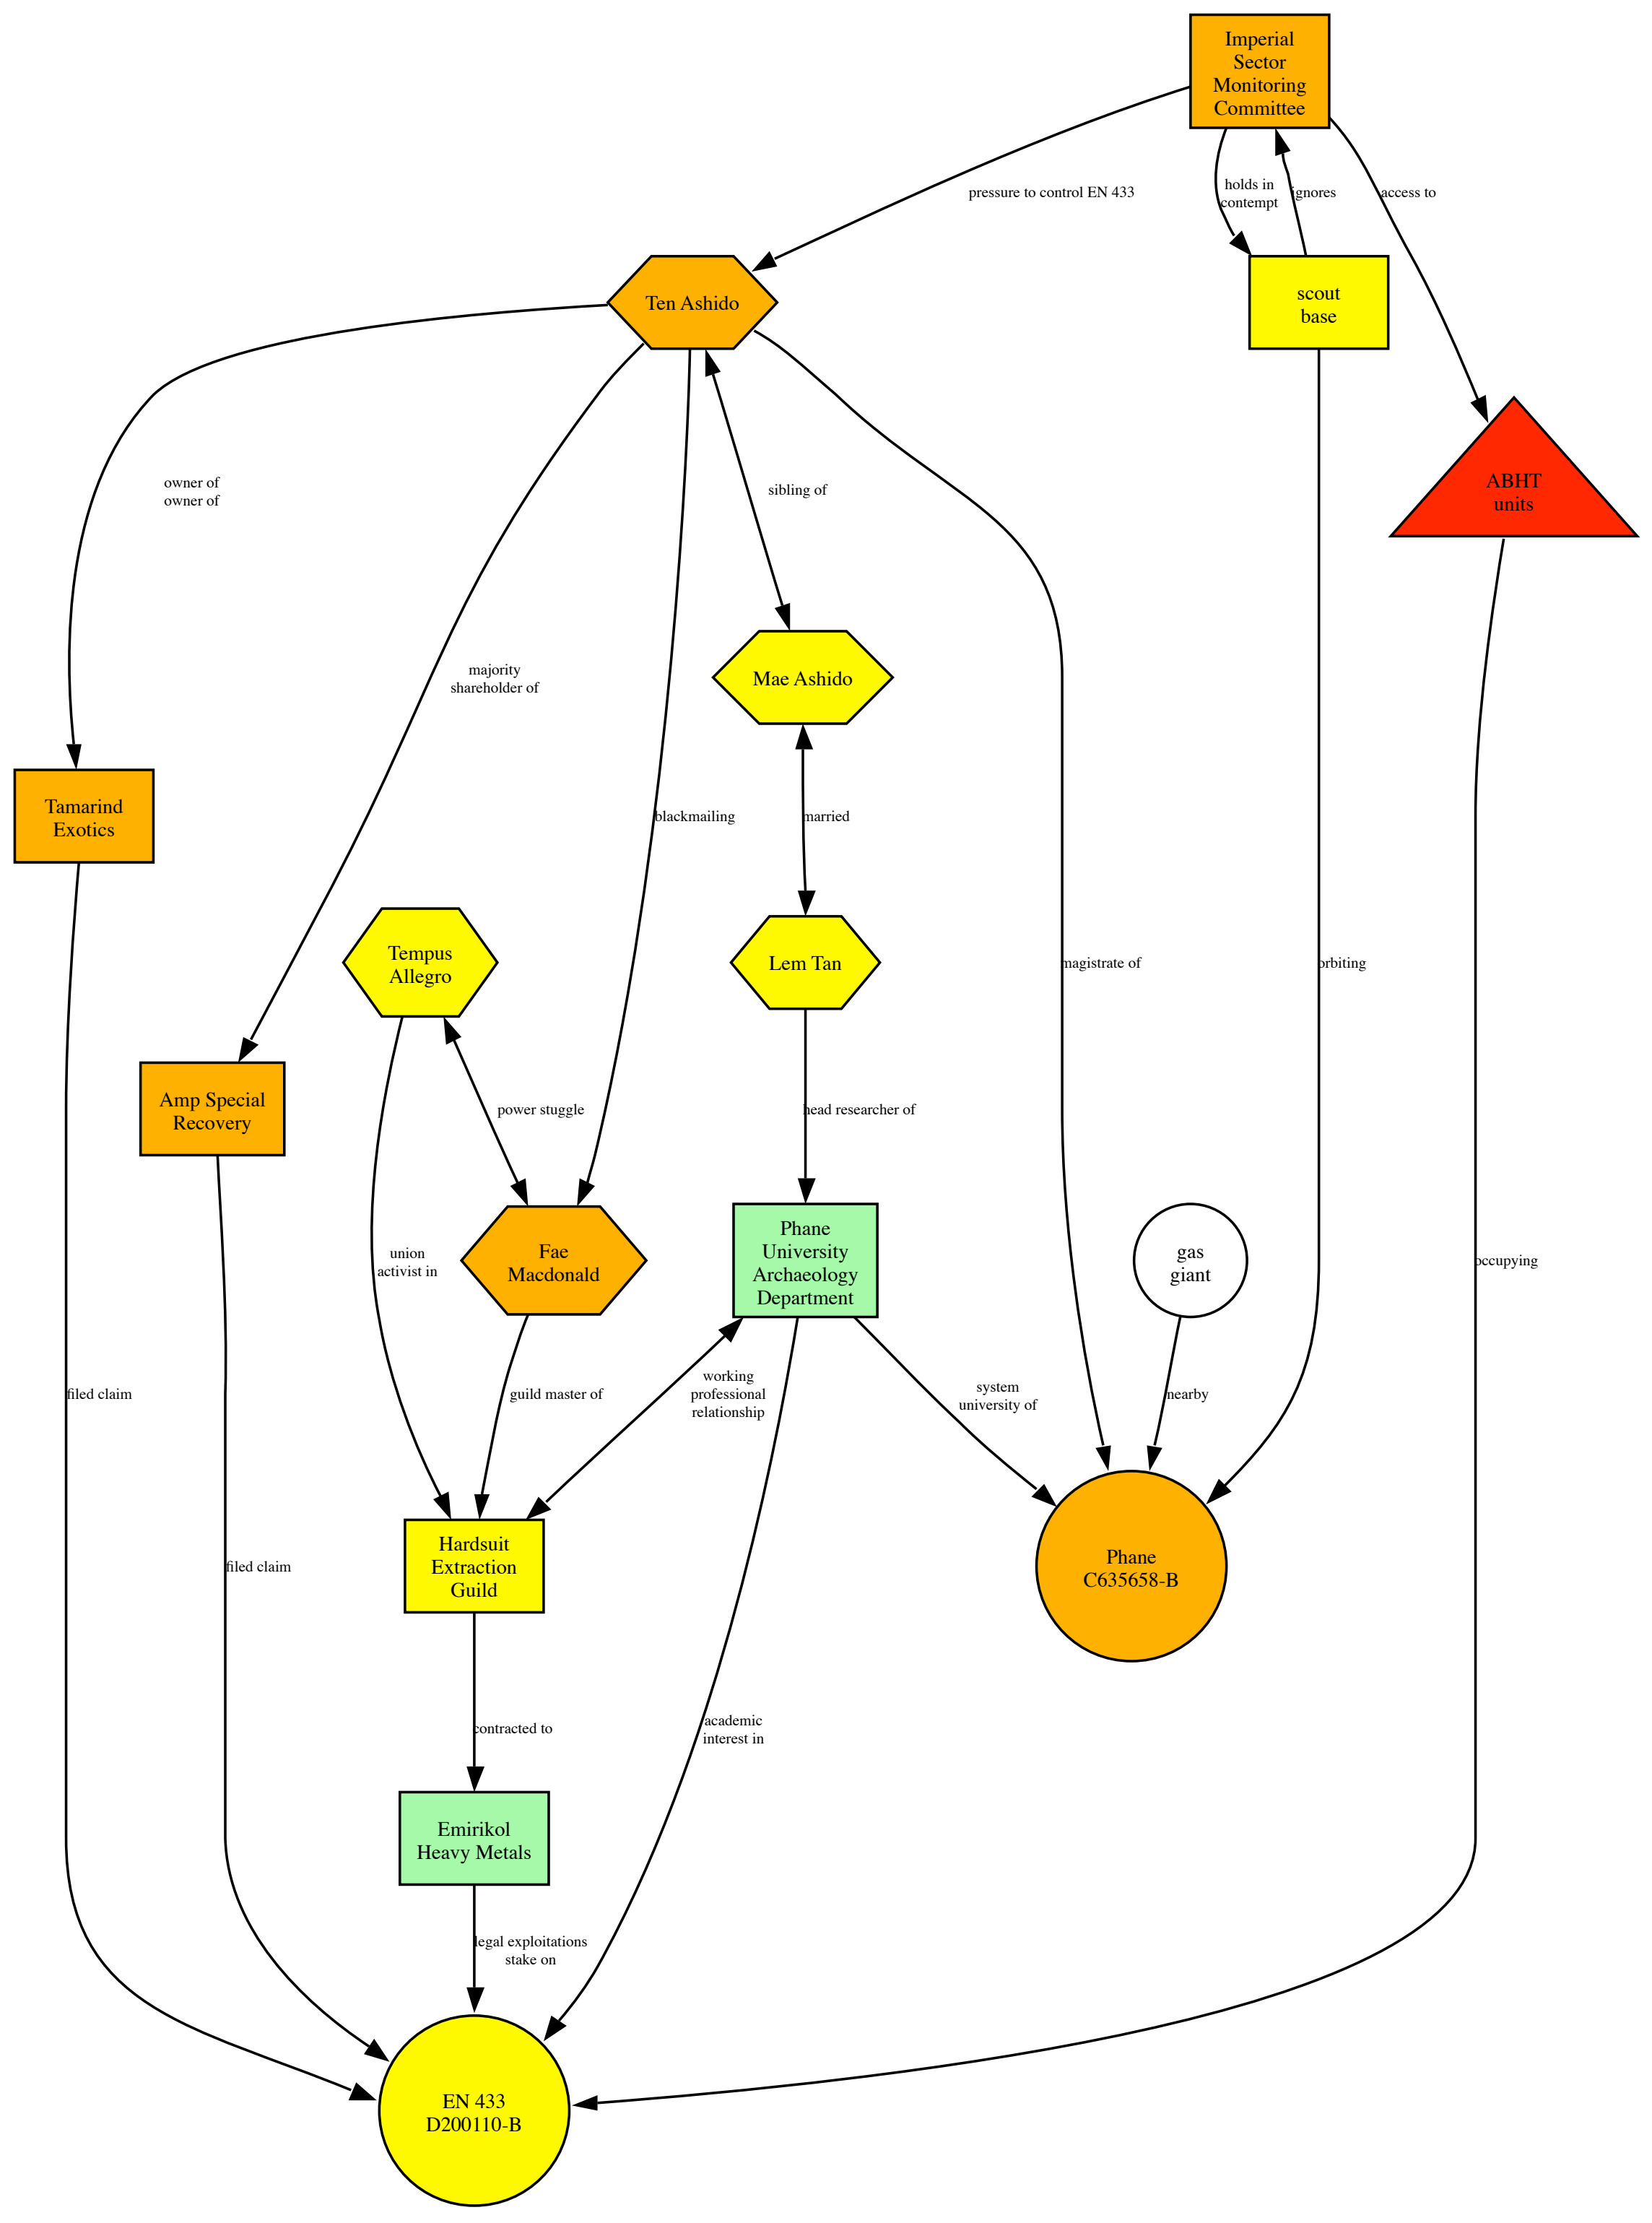 Imperial
Sector
Monitoring
Committee
pressure to control EN 433
holds in
contempt
ignores
access to
Ten Ashido
scout
base
owner of
owner of
sibling of
ABHT
units
majority
shareholder of
Mae Ashido
Tamarind
Exotics
blackmailing
married
Tempus
Allegro
Lem Tan
magistrate of
orbiting
Amp Special
Recovery
power stuggle
head researcher of
union
activist in
Fae
Macdonald
Phane
University
Archaeology
Department
gas
giant
occupying
filed claim
guild master of
working
professional
relationship
system
university of
nearby
filed claim
Hardsuit
Extraction
Guild
Phane
C635658-B
contracted to
academic
interest in
Emirikol
Heavy Metals
legal exploitations
stake on
EN 433
D200110-B